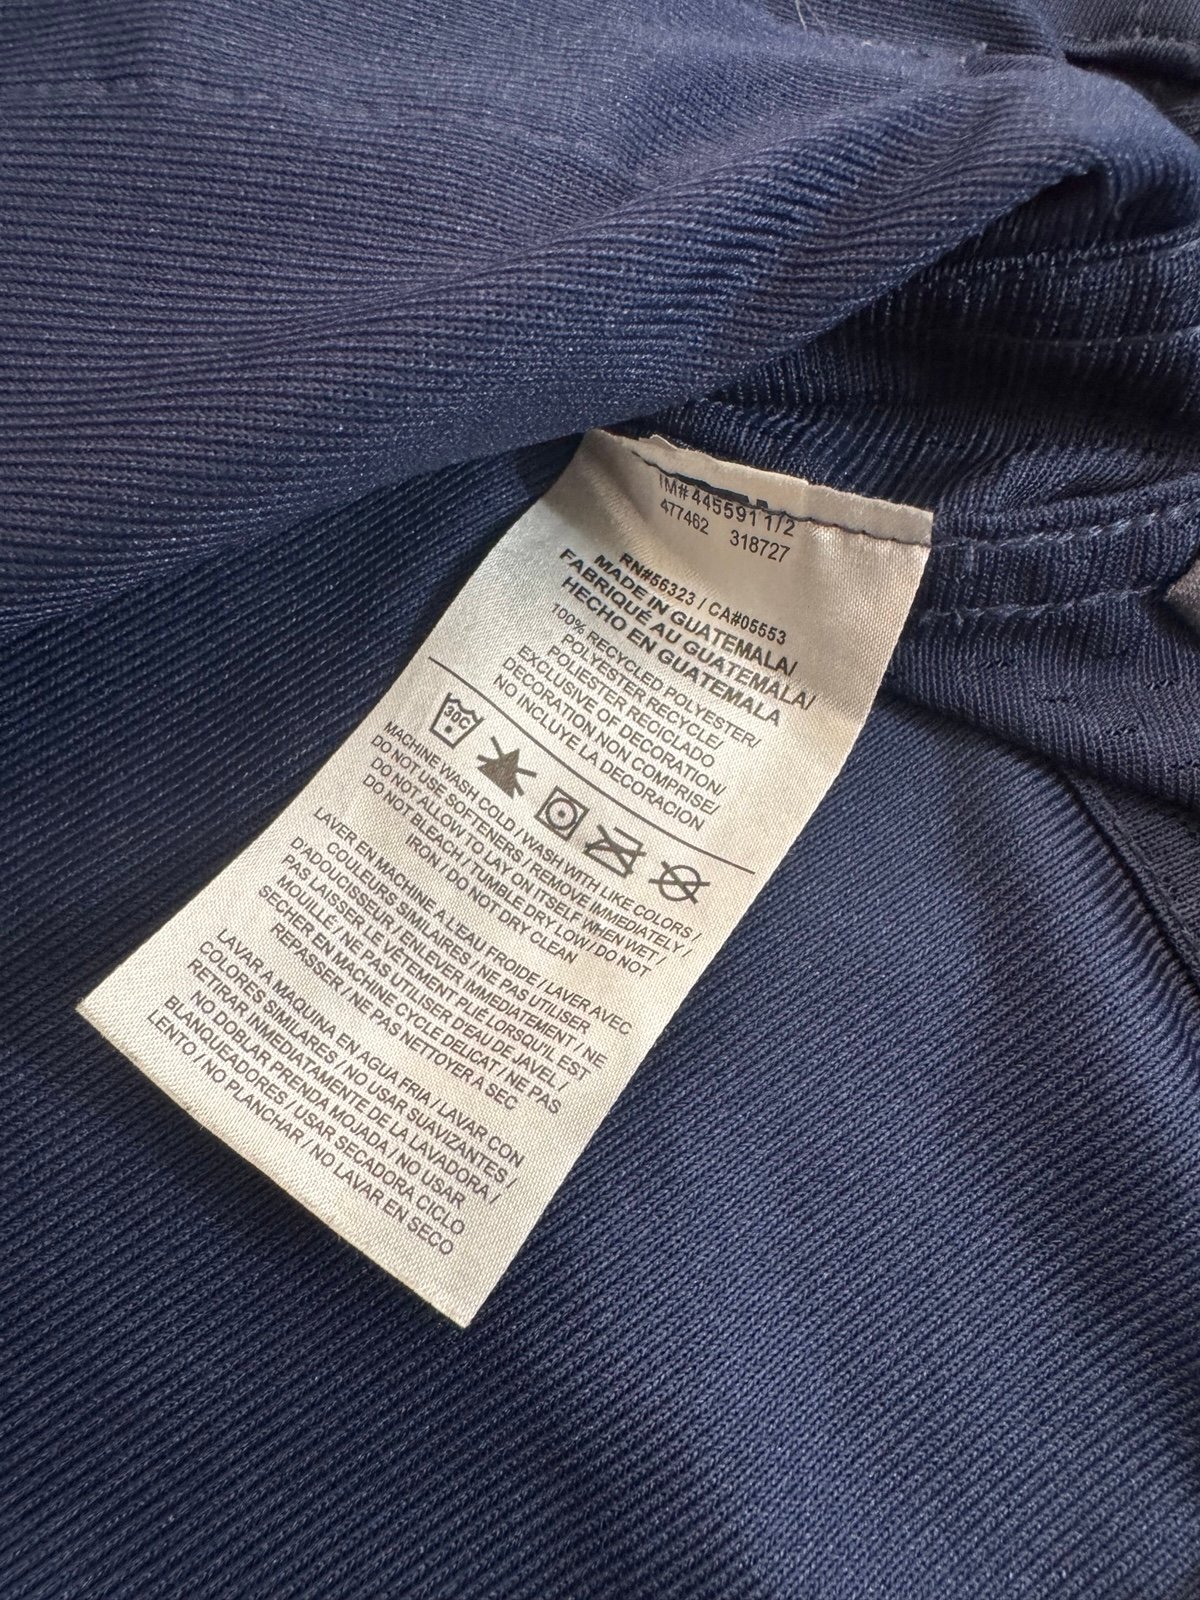 IM#445591 1/2
477462 318727
RN#56323 / CA#05553
MADE IN GUATEMALA/
FABRIQUÉ AU GUATEMALA/
HECHO EN GUATEMALA
100% RECYCLED POLYESTER/
POLYESTER RECYCLE/
POLIESTER RECICLADO
EXCLUSIVE OF DECORATION/
DECORATION NON COMPRISE/
NO INCLUYE LA DECORACION
30C
MACHINE WASH COLD / WASH WITH LIKE COLORS /
DO NOT USE SOFTENERS / REMOVE IMMEDIATELY /
DO NOT ALLOW TO LAY ON ITSELF WHEN WET /
DO NOT BLEACH / TUMBLE DRY LOW / DO NOT
IRON / DO NOT DRY CLEAN
LAVER EN MACHINE A L'EAU FROIDE / LAVER AVEC
COULEURS SIMILAIRES / NE PAS UTILISER
D'ADOUCISSEUR / ENLEVER IMMEDIATEMENT / NE
PAS LAISSER LE VÊTEMENT PLIÉ LORSQUIL EST
MOUILLÉ / NE PAS UTILISER D'EAU DE JAVEL /
SECHER EN MACHINE CYCLE DELICAT / NE PAS
REPASSER / NE PAS NETTOYER A SEC
LAVAR A MAQUINA EN AGUA FRIA / LAVAR CON
COLORES SIMILARES / NO USAR SUAVIZANTES /
RETIRAR INMEDIATAMENTE DE LA LAVADORA /
NO DOBLAR PRENDA MOJADA / NO USAR
BLANQUEADORES / USAR SECADORA CICLO
LENTO / NO PLANCHAR / NO LAVAR EN SECO